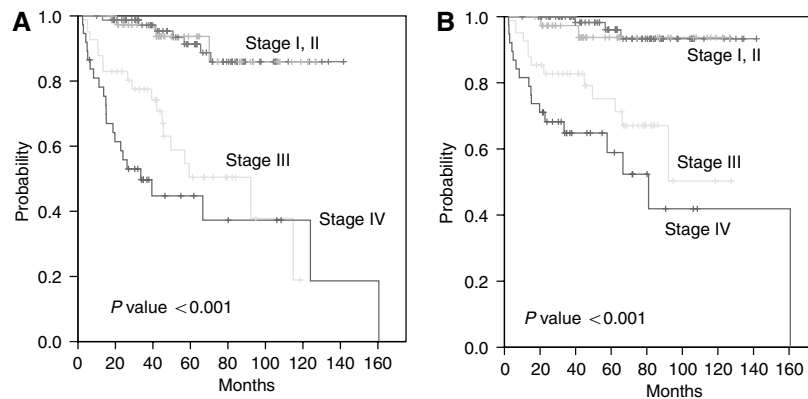 A
Probability
1.0
0.8
0.6
0.4
0.2
0.0
Stage I, II
Stage III
Stage IV
P value <0.001
0 20 40 60 80 100 120 140 160
Months
B
Probability
1.0
0.8
0.6
0.4
0.2
0.0
Stage I, II
Stage III
Stage IV
P value <0.001
0 20 40 60 80 100 120 140 160
Months